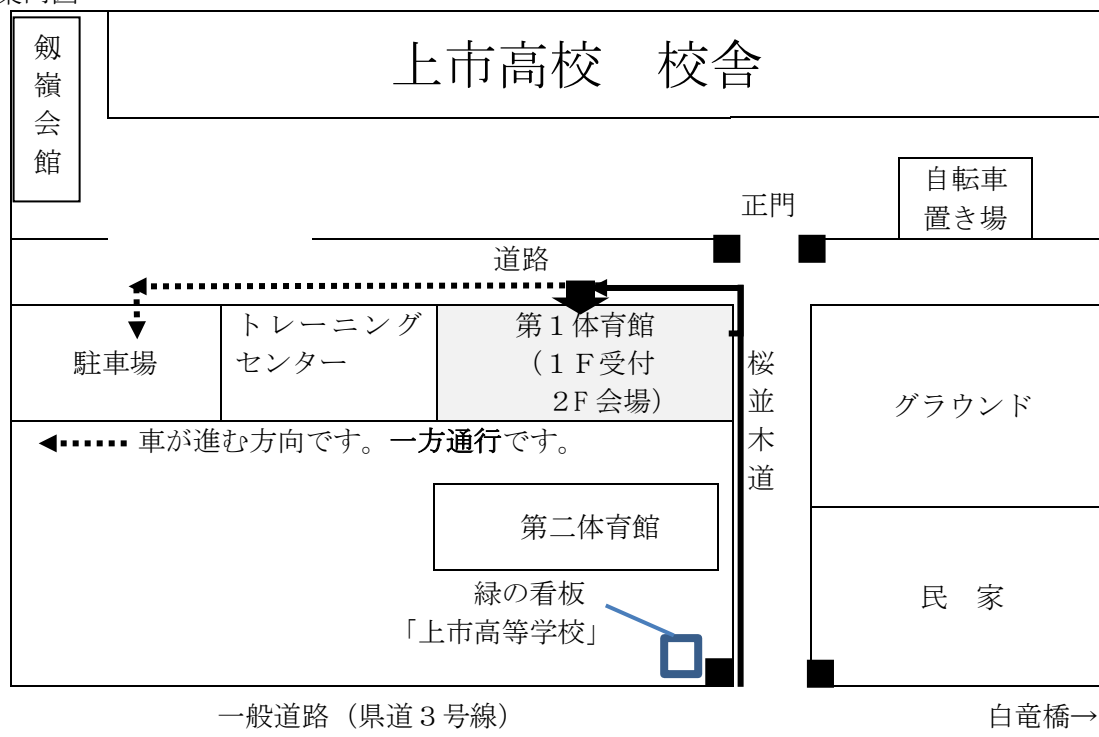 剱
嶺
会
館
上市高校　校舎
自転車
置き場
正門
道路
駐車場
トレーニング
センター
第１体育館
（１Ｆ受付
２F 会場）
桜
並
木
道
グラウンド
車が進む方向です。一方通行です。
第二体育館
緑の看板
「上市高等学校」
民　家
一般道路（県道３号線）
白竜橋→